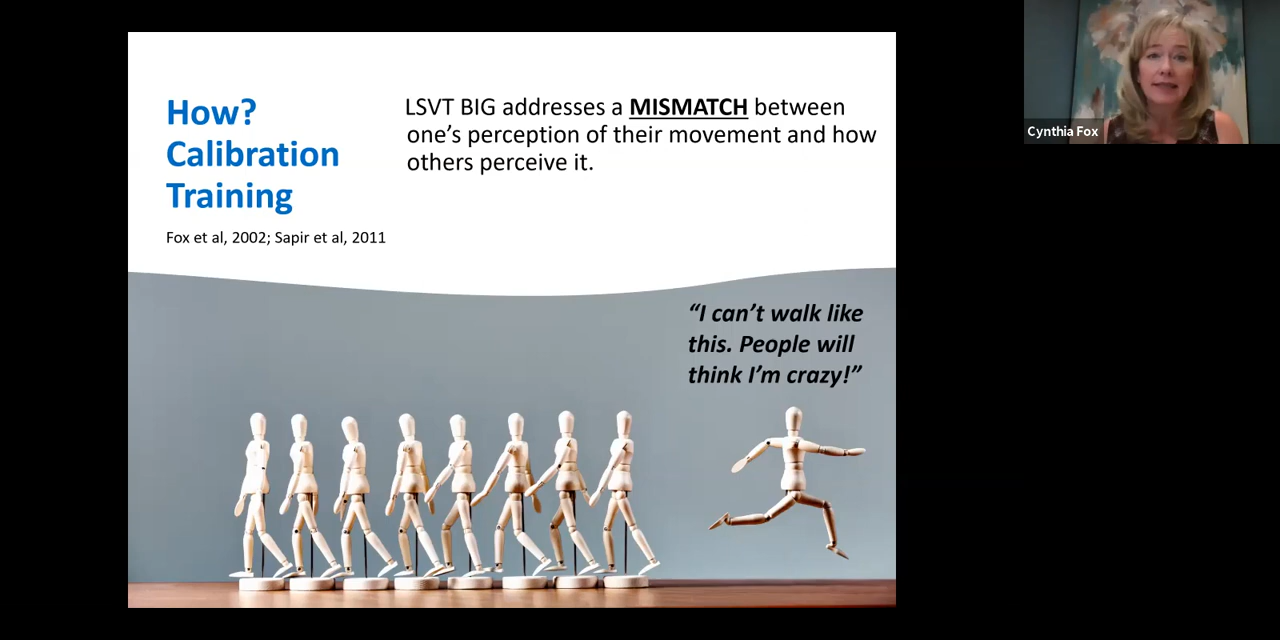 How?
Calibration
Training
Fox et al, 2002; Sapir et al, 2011
LSVT BIG addresses a MISMATCH between
one’s perception of their movement and how
others perceive it.
“I can’t walk like
this. People will
think I’m crazy!”
Cynthia Fox